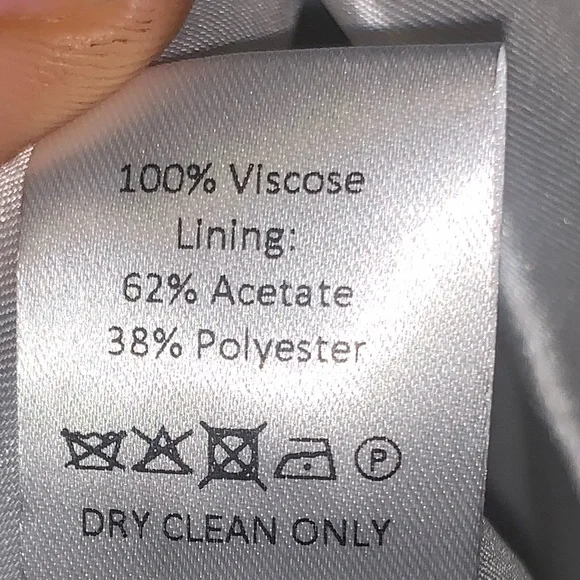 100% Viscose
Lining:
62% Acetate
38% Polyester
P
DRY CLEAN ONLY